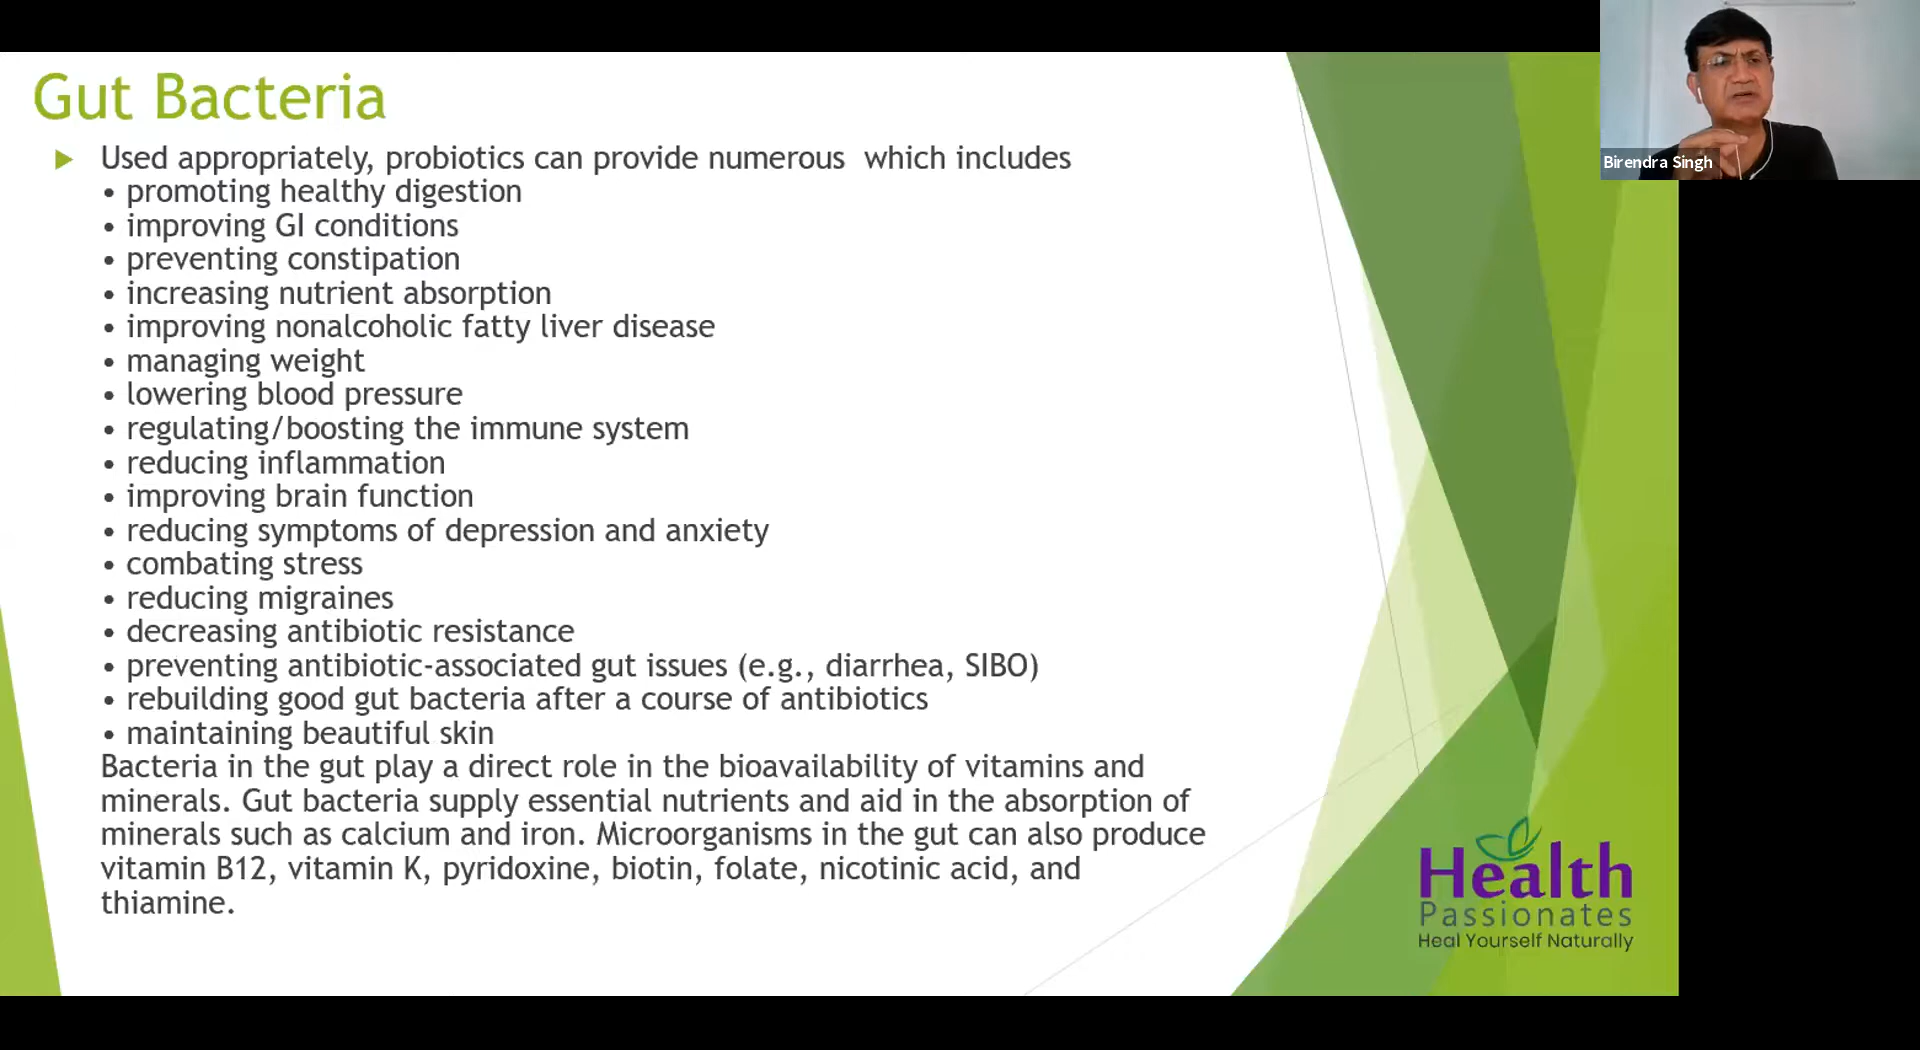 Gut Bacteria
Used appropriately, probiotics can provide numerous  which includes
• promoting healthy digestion
• improving GI conditions
• preventing constipation
• increasing nutrient absorption
• improving nonalcoholic fatty liver disease
• managing weight
• lowering blood pressure
• regulating/boosting the immune system
• reducing inflammation
• improving brain function
• reducing symptoms of depression and anxiety
• combating stress
• reducing migraines
• decreasing antibiotic resistance
• preventing antibiotic-associated gut issues (e.g., diarrhea, SIBO)
• rebuilding good gut bacteria after a course of antibiotics
• maintaining beautiful skin
Bacteria in the gut play a direct role in the bioavailability of vitamins and
minerals. Gut bacteria supply essential nutrients and aid in the absorption of
minerals such as calcium and iron. Microorganisms in the gut can also produce
vitamin B12, vitamin K, pyridoxine, biotin, folate, nicotinic acid, and
thiamine.
Birendra Singh
Health
Passionates
Heal Yourself Naturally